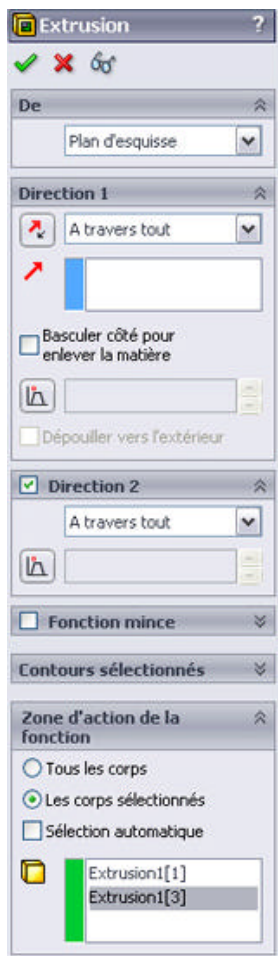 Extrusion ?
De
Plan d'esquisse
Direction 1
A travers tout
Basculer côté pour
enlever la matière
Dépouiller vers l'extérieur
Direction 2
A travers tout
Fonction mince
Contours sélectionnés
Zone d'action de la
fonction
Tous les corps
Les corps sélectionnés
Sélection automatique
Extrusion1[1]
Extrusion1[3]